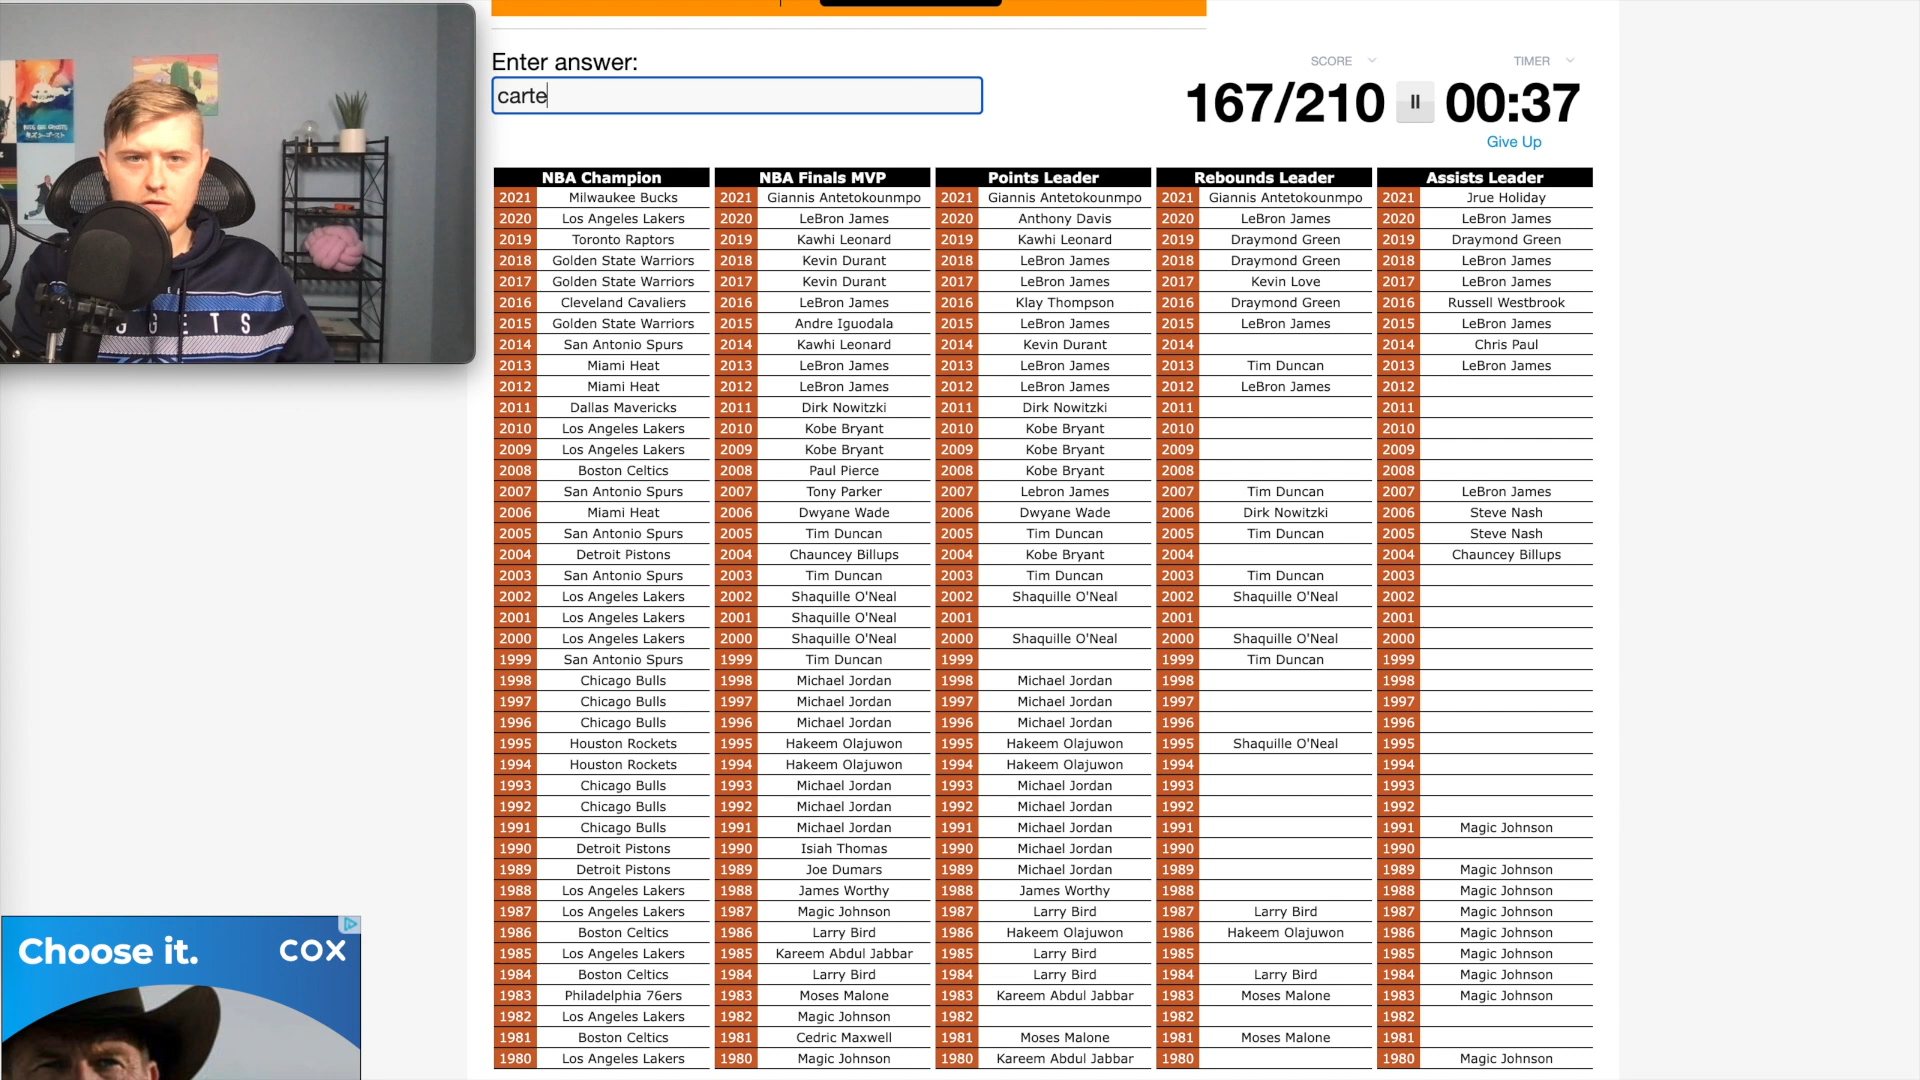 Enter answer:
carte
SCORE
TIMER
167/210
00:37
Give Up
NBA Champion NBA Finals MVP Points Leader Rebounds Leader Assists Leader
2021 Milwaukee Bucks 2021 Giannis Antetokounmpo 2021 Giannis Antetokounmpo 2021 Giannis Antetokounmpo 2021 Jrue Holiday
2020 Los Angeles Lakers 2020 LeBron James 2020 Anthony Davis 2020 LeBron James 2020 LeBron James
2019 Toronto Raptors 2019 Kawhi Leonard 2019 Kawhi Leonard 2019 Draymond Green 2019 Draymond Green
2018 Golden State Warriors 2018 Kevin Durant 2018 LeBron James 2018 Draymond Green 2018 LeBron James
2017 Golden State Warriors 2017 Kevin Durant 2017 LeBron James 2017 Kevin Love 2017 LeBron James
2016 Cleveland Cavaliers 2016 LeBron James 2016 Klay Thompson 2016 Draymond Green 2016 Russell Westbrook
2015 Golden State Warriors 2015 Andre Iguodala 2015 LeBron James 2015 LeBron James 2015 LeBron James
2014 San Antonio Spurs 2014 Kawhi Leonard 2014 Kevin Durant 2014 2014 Chris Paul
2013 Miami Heat 2013 LeBron James 2013 LeBron James 2013 Tim Duncan 2013 LeBron James
2012 Miami Heat 2012 LeBron James 2012 LeBron James 2012 LeBron James 2012
2011 Dallas Mavericks 2011 Dirk Nowitzki 2011 Dirk Nowitzki 2011 2011
2010 Los Angeles Lakers 2010 Kobe Bryant 2010 Kobe Bryant 2010 2010
2009 Los Angeles Lakers 2009 Kobe Bryant 2009 Kobe Bryant 2009 2009
2008 Boston Celtics 2008 Paul Pierce 2008 Kobe Bryant 2008 2008
2007 San Antonio Spurs 2007 Tony Parker 2007 Lebron James 2007 Tim Duncan 2007 LeBron James
2006 Miami Heat 2006 Dwyane Wade 2006 Dwyane Wade 2006 Dirk Nowitzki 2006 Steve Nash
2005 San Antonio Spurs 2005 Tim Duncan 2005 Tim Duncan 2005 Tim Duncan 2005 Steve Nash
2004 Detroit Pistons 2004 Chauncey Billups 2004 Kobe Bryant 2004 2004 Chauncey Billups
2003 San Antonio Spurs 2003 Tim Duncan 2003 Tim Duncan 2003 Tim Duncan 2003
2002 Los Angeles Lakers 2002 Shaquille O'Neal 2002 Shaquille O'Neal 2002 Shaquille O'Neal 2002
2001 Los Angeles Lakers 2001 Shaquille O'Neal 2001 2001 2001
2000 Los Angeles Lakers 2000 Shaquille O'Neal 2000 Shaquille O'Neal 2000 Shaquille O'Neal 2000
1999 San Antonio Spurs 1999 Tim Duncan 1999 1999 Tim Duncan 1999
1998 Chicago Bulls 1998 Michael Jordan 1998 Michael Jordan 1998 1998
1997 Chicago Bulls 1997 Michael Jordan 1997 Michael Jordan 1997 1997
1996 Chicago Bulls 1996 Michael Jordan 1996 Michael Jordan 1996 1996
1995 Houston Rockets 1995 Hakeem Olajuwon 1995 Hakeem Olajuwon 1995 Shaquille O'Neal 1995
1994 Houston Rockets 1994 Hakeem Olajuwon 1994 Hakeem Olajuwon 1994 1994
1993 Chicago Bulls 1993 Michael Jordan 1993 Michael Jordan 1993 1993
1992 Chicago Bulls 1992 Michael Jordan 1992 Michael Jordan 1992 1992
1991 Chicago Bulls 1991 Michael Jordan 1991 Michael Jordan 1991 1991 Magic Johnson
1990 Detroit Pistons 1990 Isiah Thomas 1990 Michael Jordan 1990 1990
1989 Detroit Pistons 1989 Joe Dumars 1989 Michael Jordan 1989 1989 Magic Johnson
1988 Los Angeles Lakers 1988 James Worthy 1988 James Worthy 1988 1988 Magic Johnson
1987 Los Angeles Lakers 1987 Magic Johnson 1987 Larry Bird 1987 Larry Bird 1987 Magic Johnson
1986 Boston Celtics 1986 Larry Bird 1986 Hakeem Olajuwon 1986 Hakeem Olajuwon 1986 Magic Johnson
1985 Los Angeles Lakers 1985 Kareem Abdul Jabbar 1985 Larry Bird 1985 1985 Magic Johnson
1984 Boston Celtics 1984 Larry Bird 1984 Larry Bird 1984 Larry Bird 1984 Magic Johnson
1983 Philadelphia 76ers 1983 Moses Malone 1983 Kareem Abdul Jabbar 1983 Moses Malone 1983 Magic Johnson
1982 Los Angeles Lakers 1982 Magic Johnson 1982 1982 1982
1981 Boston Celtics 1981 Cedric Maxwell 1981 Moses Malone 1981 Moses Malone 1981
1980 Los Angeles Lakers 1980 Magic Johnson 1980 Kareem Abdul Jabbar 1980 1980 Magic Johnson
Choose it. COX